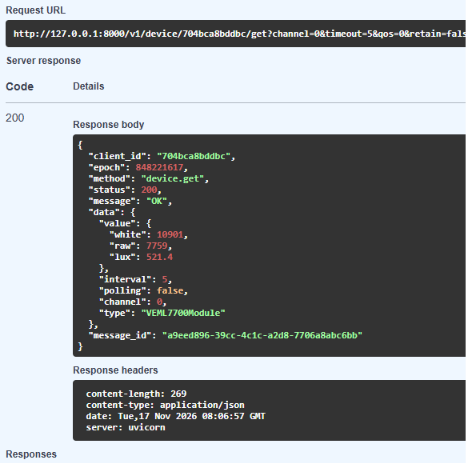 Request URL
http://127.0.0.1:8000/v1/device/704bca8bddbc/get?channel=0&timeout=5&qos=0&retain=fals
Server response
Code Details
200
Response body
{
  "client_id": "704bca8bddbc",
  "epoch": 848221617,
  "method": "device.get",
  "status": 200,
  "message": "OK",
  "data": {
    "value": {
      "white": 10901,
      "raw": 7759,
      "lux": 521.4
    },
    "interval": 5,
    "polling": false,
    "channel": 0,
    "type": "VEML7700Module"
  },
  "message_id": "a9eed896-39cc-4c1c-a2d8-7706a8abc6bb"
}
Response headers
content-length: 269
content-type: application/json
date: Tue,17 Nov 2026 08:06:57 GMT
server: uvicorn
Responses